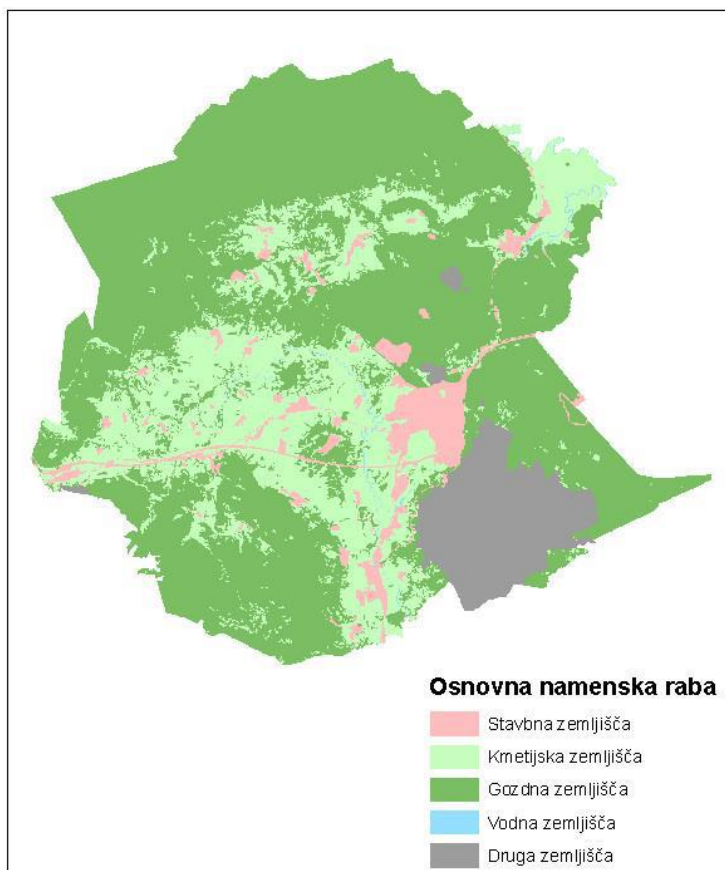 Osnovna namenska raba
Stavbna zemljišča
Kmetijska zemljišča
Gozdna zemljišča
Vodna zemljišča
Druga zemljišča